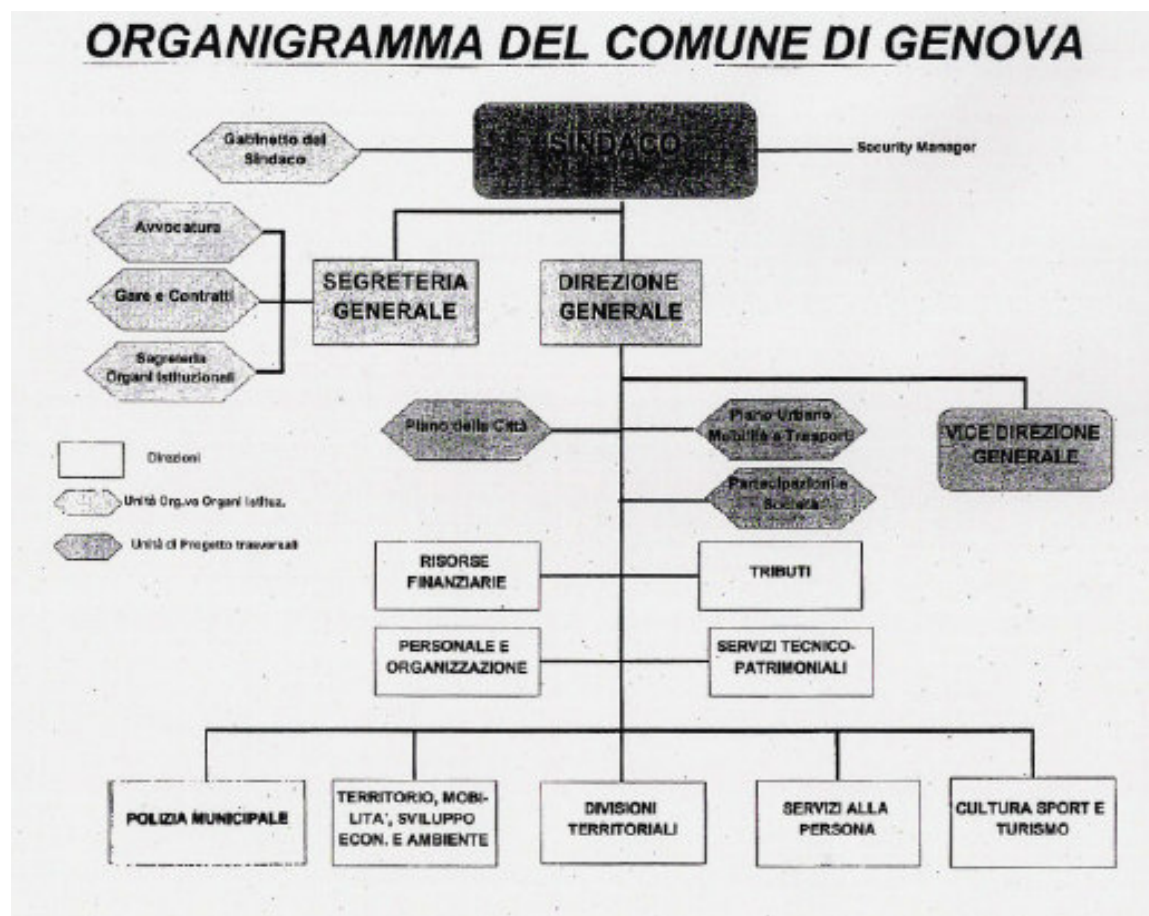 ORGANIGRAMMA DEL COMUNE DI GENOVA
Gabinetto del
Sindaco
SINDACO
Security Manager
Avvocatura
Gare e Contratti
Segreteria
Organi Istituzionali
SEGRETERIA
GENERALE
DIREZIONE
GENERALE
Piano della Città
Piano Urbano
Mobilità e Trasporti
VICE DIREZIONE
GENERALE
Partecipazioni e
Società
Direzioni
Unità Org.vo Organi Istituz.
Unità di Progetto trasversali
RISORSE
FINANZIARIE
TRIBUTI
PERSONALE E
ORGANIZZAZIONE
SERVIZI TECNICO-
PATRIMONIALI
POLIZIA MUNICIPALE
TERRITORIO, MOBI-
LITA', SVILUPPO
ECON. E AMBIENTE
DIVISIONI
TERRITORIALI
SERVIZI ALLA
PERSONA
CULTURA SPORT E
TURISMO